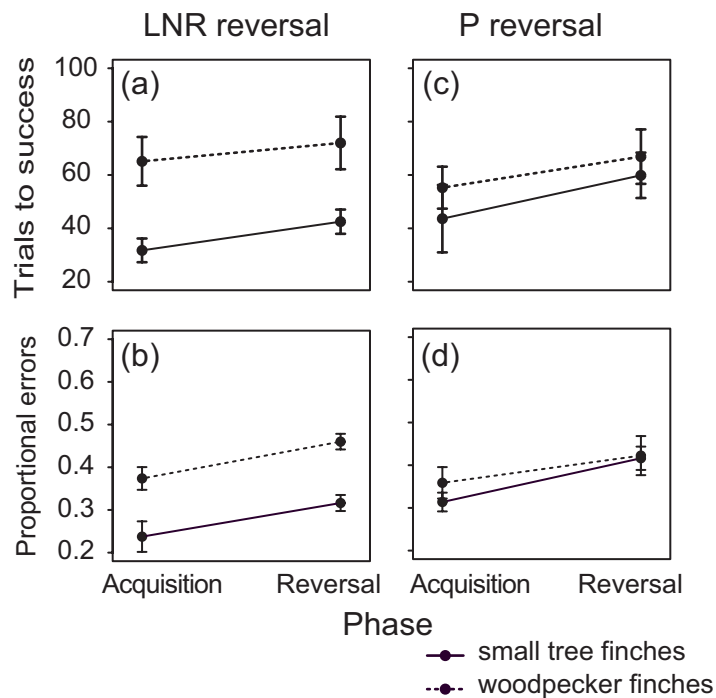 LNR reversal
P reversal
Trials to success
100
80
60
40
20
(a)
(c)
Proportional errors
0.7
0.6
0.5
0.4
0.3
0.2
(b)
(d)
Acquisition
Reversal
Acquisition
Reversal
Phase
small tree finches
woodpecker finches